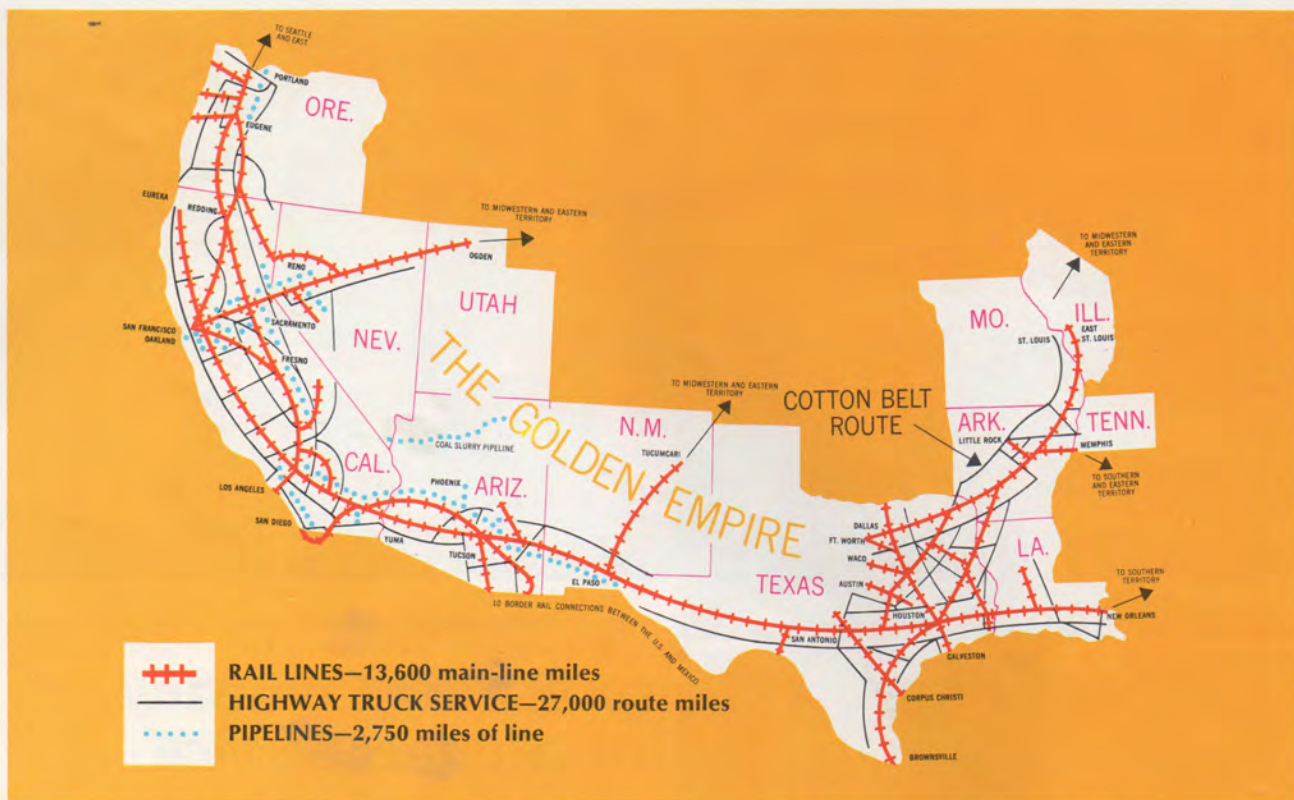 TO SEATTLE
AND EAST
PORTLAND
ORE.
EUGENE
EUREKA
REDDING
TO MIDWESTERN AND EASTERN
TERRITORY
OGDEN
RENO
UTAH
SACRAMENTO
NEV.
SAN FRANCISCO
OAKLAND
FRESNO
THE GOLDEN EMPIRE
COAL SLURRY PIPELINE
CAL.
LOS ANGELES
SAN DIEGO
PHOENIX
ARIZ.
YUMA
TUCSON
N.M.
TUCUMCARI
TO MIDWESTERN AND EASTERN
TERRITORY
EL PASO
10 BORDER RAIL CONNECTIONS BETWEEN THE U.S. AND MEXICO
TO MIDWESTERN
AND EASTERN
TERRITORY
MO.
ILL.
ST. LOUIS
EAST
ST. LOUIS
COTTON BELT
ROUTE
ARK.
TENN.
LITTLE ROCK
MEMPHIS
TO SOUTHERN
AND EASTERN
TERRITORY
DALLAS
FT. WORTH
WACO
AUSTIN
TEXAS
LA.
TO SOUTHERN
TERRITORY
HOUSTON
NEW ORLEANS
SAN ANTONIO
GALVESTON
CORPUS CHRISTI
BROWNSVILLE
RAIL LINES—13,600 main-line miles
HIGHWAY TRUCK SERVICE—27,000 route miles
PIPELINES—2,750 miles of line